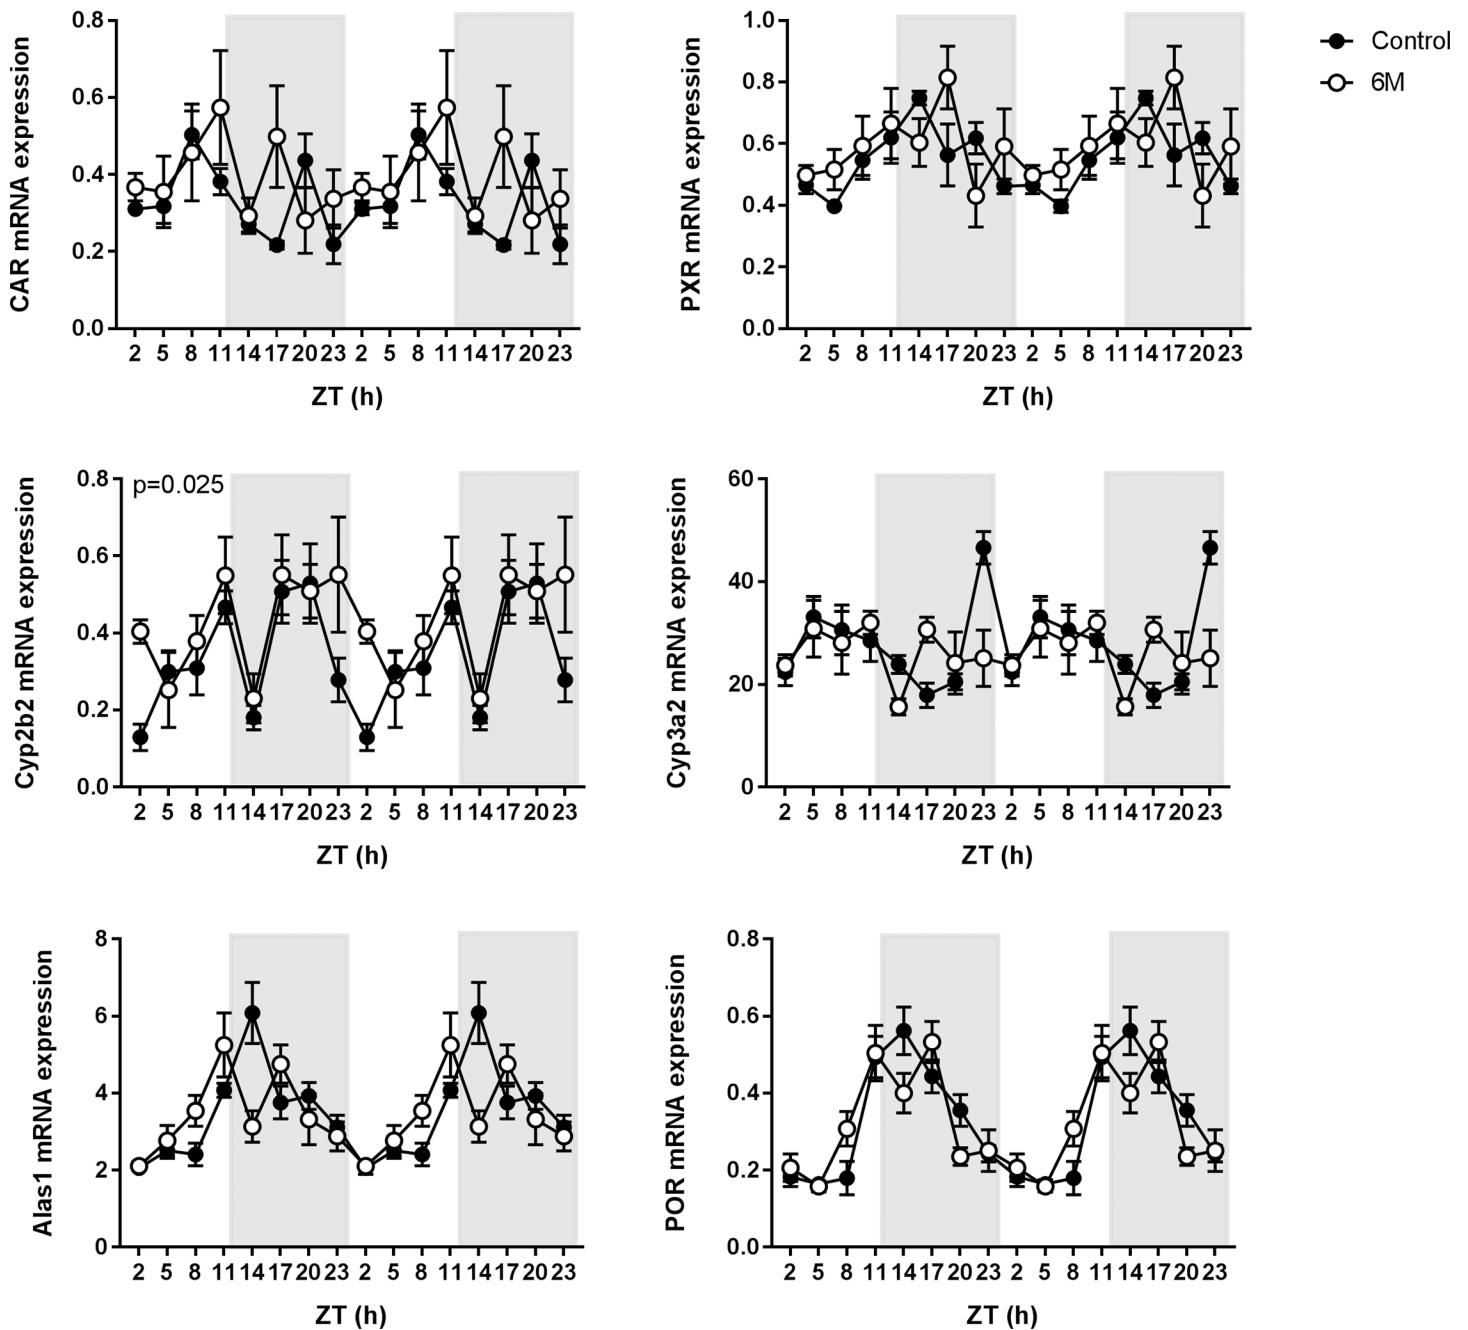 CAR mRNA expression
0.8
0.6
0.4
0.2
0.0
2 5 8 11 14 17 20 23 2 5 8 11 14 17 20 23
ZT (h)
PXR mRNA expression
1.0
0.8
0.6
0.4
0.2
0.0
2 5 8 11 14 17 20 23 2 5 8 11 14 17 20 23
ZT (h)
Control
6M
Cyp2b2 mRNA expression
p=0.025
0.8
0.6
0.4
0.2
0.0
2 5 8 11 14 17 20 23 2 5 8 11 14 17 20 23
ZT (h)
Cyp3a2 mRNA expression
60
40
20
0
2 5 8 11 14 17 20 23 2 5 8 11 14 17 20 23
ZT (h)
Alas1 mRNA expression
8
6
4
2
0
2 5 8 11 14 17 20 23 2 5 8 11 14 17 20 23
ZT (h)
POR mRNA expression
0.8
0.6
0.4
0.2
0.0
2 5 8 11 14 17 20 23 2 5 8 11 14 17 20 23
ZT (h)